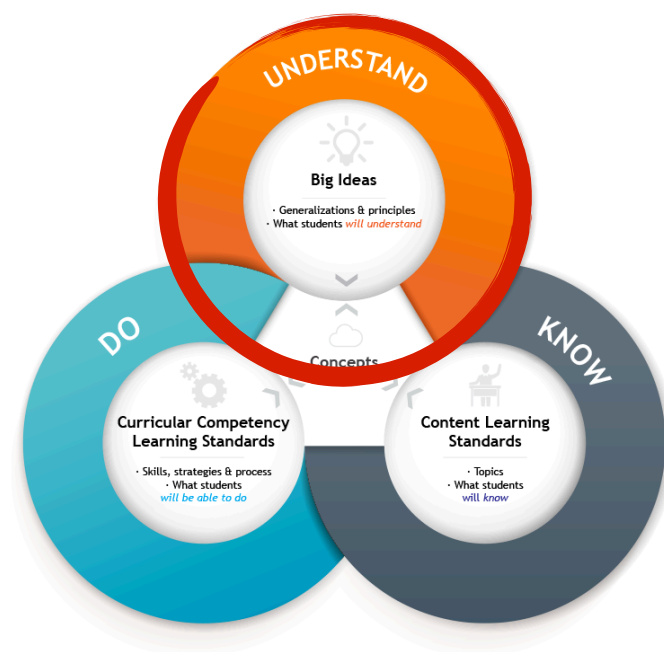 UNDERSTAND
Big Ideas
· Generalizations & principles
· What students will understand
Concepts
DO
Curricular Competency
Learning Standards
· Skills, strategies & process
· What students
will be able to do
KNOW
Content Learning
Standards
· Topics
· What students
will know